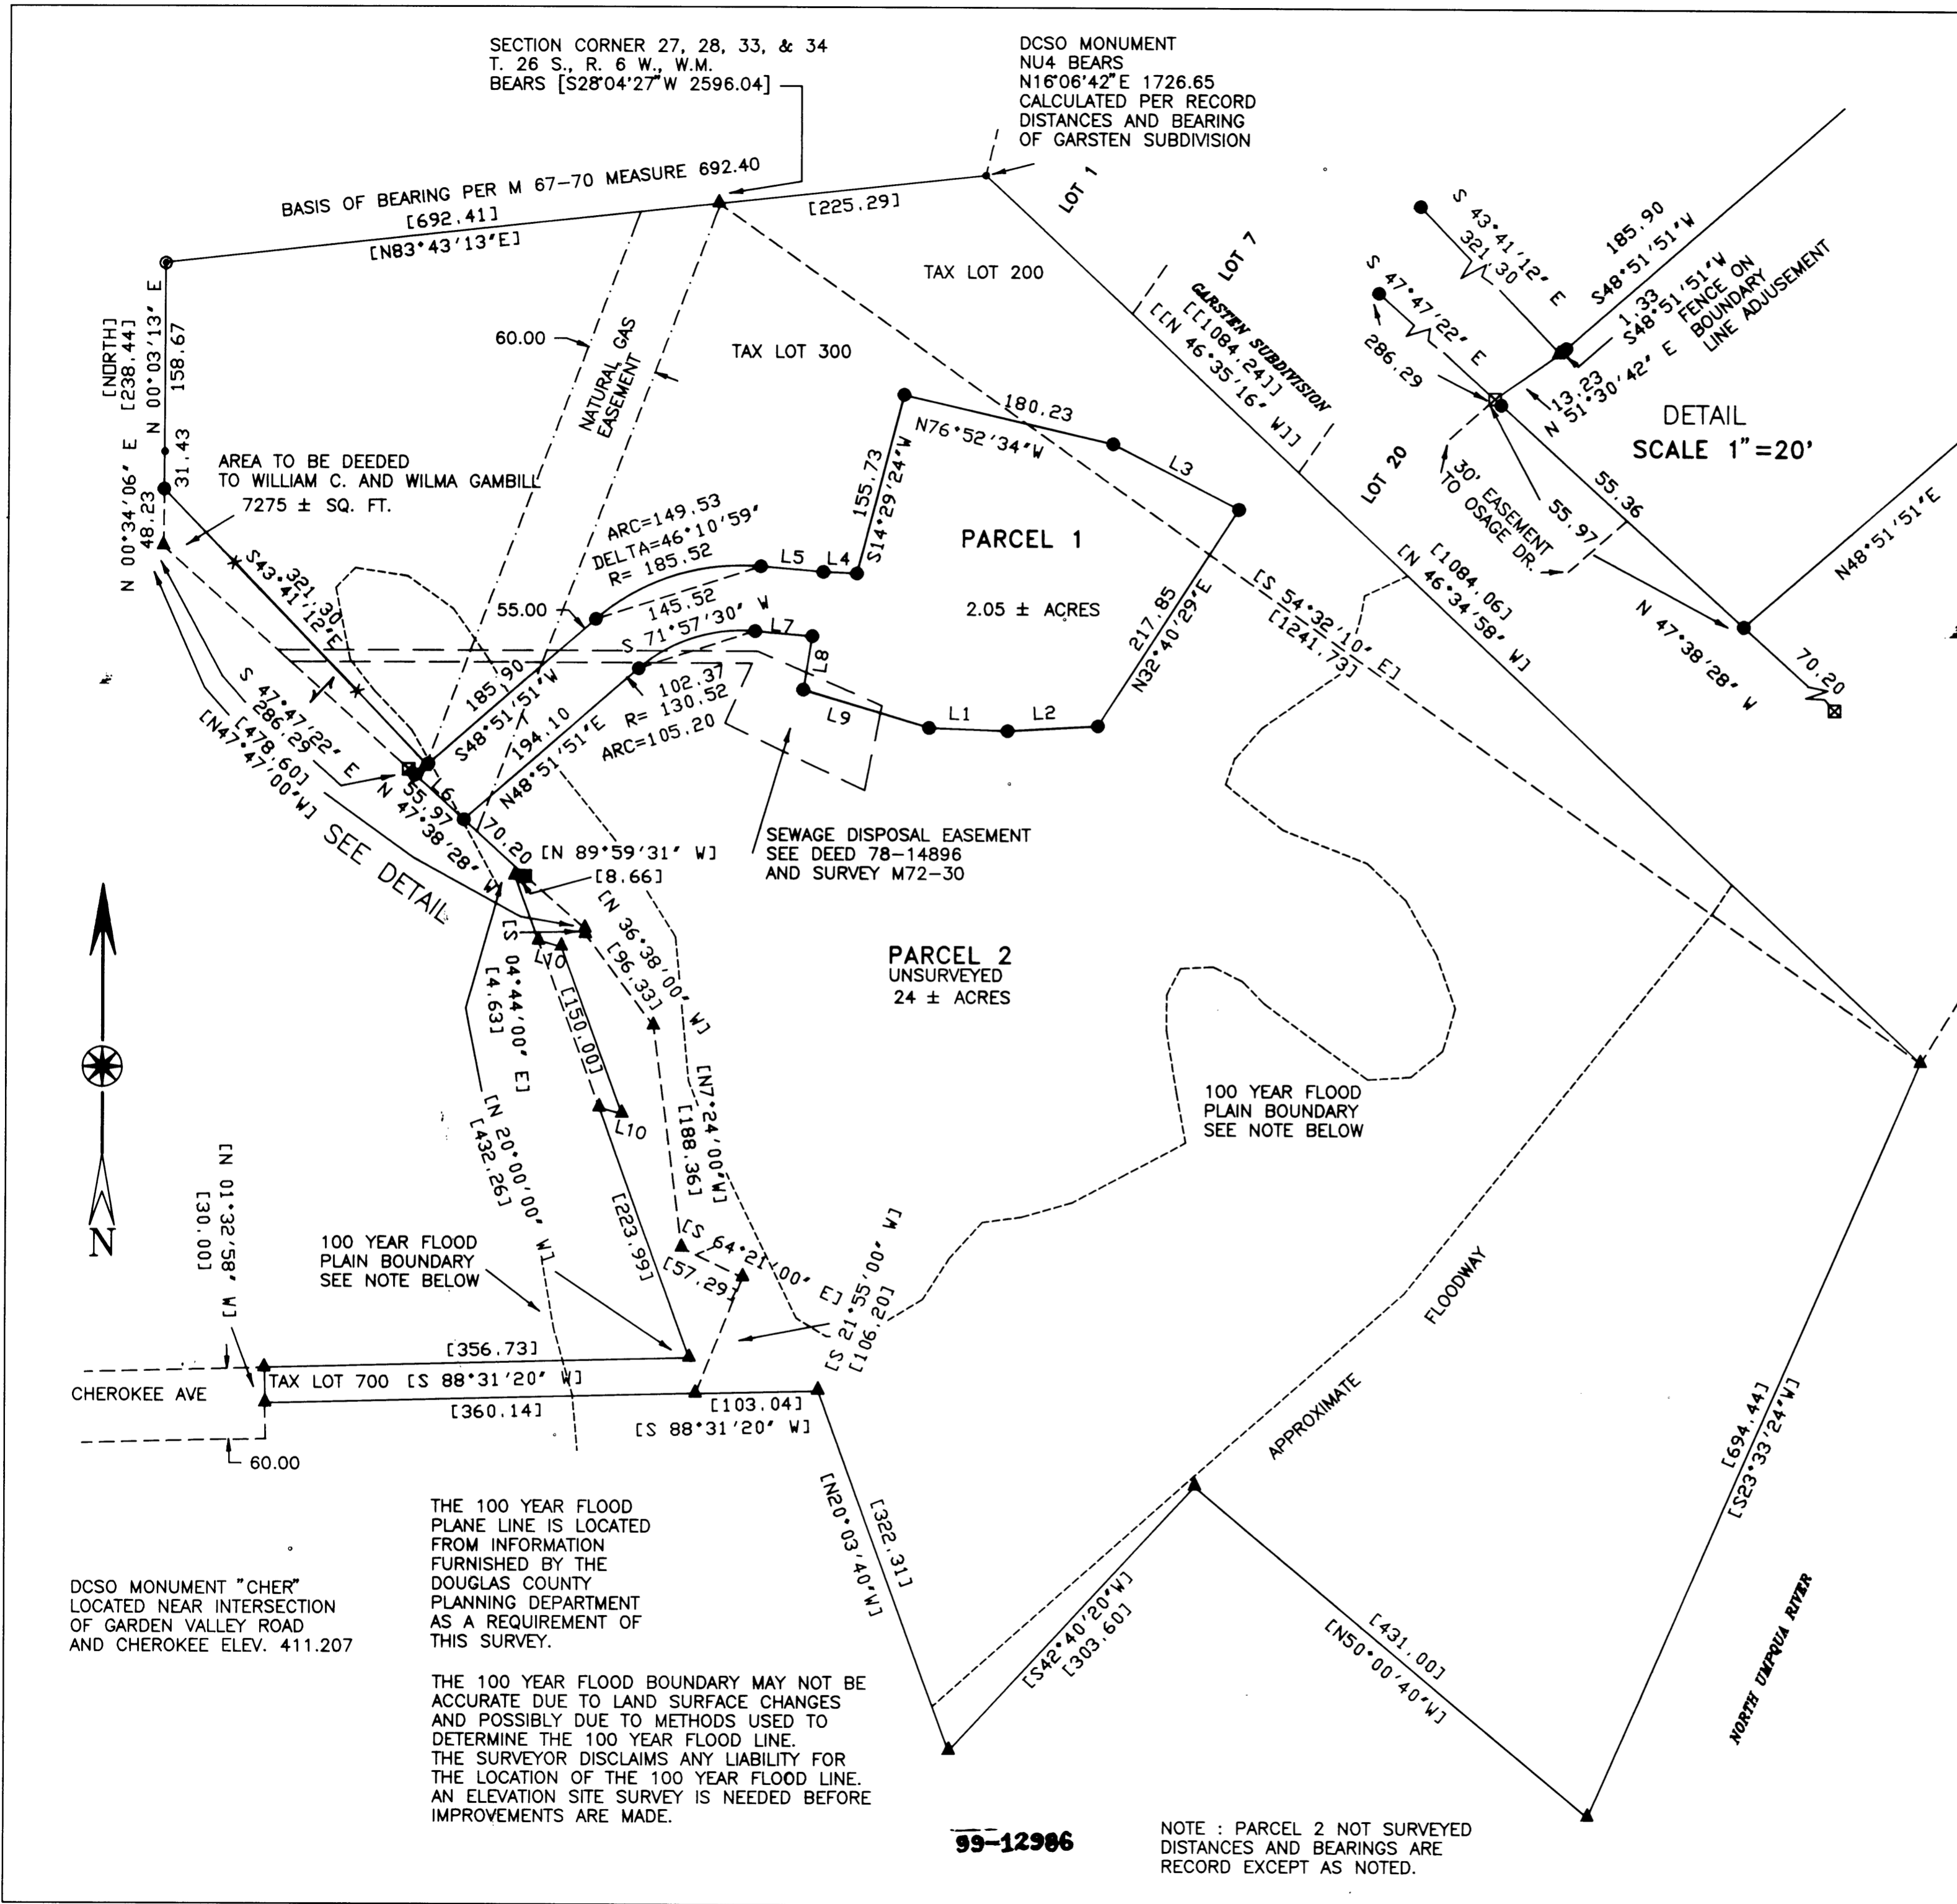 SECTION CORNER 27, 28, 33, & 34
T. 26 S., R. 6 W., W.M.
BEARS [S28°04'27"W 2596.04]
DCSO MONUMENT
NU4 BEARS
N16°06'42"E 1726.65
CALCULATED PER RECORD
DISTANCES AND BEARING
OF GARSTEN SUBDIVISION
BASIS OF BEARING PER M 67-70 MEASURE 692.40
[692.41]
[N83°43'13"E]
[225.29]
LOT 1
LOT 7
GARSTEN SUBDIVISION
[[1084.24]]
[[N 46°35'16" W]]
LOT 20
TAX LOT 200
TAX LOT 300
60.00
NATURAL GAS
EASEMENT
[NORTH]
[238.44]
N 00°03'13" E
158.67
31.43
N 00°34'06" E
48.23
AREA TO BE DEEDED
TO WILLIAM C. AND WILMA GAMBILL
7275 ± SQ. FT.
S 43°41'12" E
321.30
S 47°47'22" E
286.29
185.90
S48°51'51"W
1.33
S48°51'51"W
FENCE ON
BOUNDARY
LINE ADJUSEMENT
13.23
N 51°30'42" E
DETAIL
SCALE 1"=20'
30' EASEMENT
TO OSAGE DR.
55.97
55.36
N48°51'51"E
N 47°38'28" W
70.20
180.23
N76°52'34"W
L3
155.73
S14°29'24"W
PARCEL 1
2.05 ± ACRES
217.85
N32°40'29"E
[S 54°32'10" E]
[1241.73]
[1084.06]
[N 46°34'58" W]
ARC=149.53
DELTA=46°10'59"
R= 185.52
L5
L4
55.00
145.52
S 71°57'30" W
L7
L8
102.37
R= 130.52
ARC=105.20
L9
L1
L2
321.30
S43°41'12"E
185.90
S48°51'51"W
194.10
N48°51'51"E
S 47°47'22" E
286.29
[478.60]
[N47°47'00"W]
L6
55.97
N 47°38'28" W
70.20
SEE DETAIL
[N 89°59'31" W]
[8.66]
SEWAGE DISPOSAL EASEMENT
SEE DEED 78-14896
AND SURVEY M72-30
[N 36°38'00" W]
[96.33]
[S 04°44'00" E]
[4.63]
L10
[150.00]
L10
PARCEL 2
UNSURVEYED
24 ± ACRES
[N7°24'00"W]
[188.36]
[N 20°00'00" W]
[432.26]
[223.99]
100 YEAR FLOOD
PLAIN BOUNDARY
SEE NOTE BELOW
N
[N 01°32'58" W]
[30.00]
100 YEAR FLOOD
PLAIN BOUNDARY
SEE NOTE BELOW
[S 64°21'00" E]
[57.29]
[S 21°55'00" W]
[106.20]
FLOODWAY
APPROXIMATE
[356.73]
CHEROKEE AVE
TAX LOT 700 [S 88°31'20" W]
[360.14]
[103.04]
[S 88°31'20" W]
60.00
[322.31]
[N20°03'40"W]
[S42°40'20"W]
[303.60]
[431.00]
[N50°00'40"W]
[694.44]
[S23°33'24"W]
NORTH UMPQUA RIVER
THE 100 YEAR FLOOD
PLANE LINE IS LOCATED
FROM INFORMATION
FURNISHED BY THE
DOUGLAS COUNTY
PLANNING DEPARTMENT
AS A REQUIREMENT OF
THIS SURVEY.
DCSO MONUMENT "CHER"
LOCATED NEAR INTERSECTION
OF GARDEN VALLEY ROAD
AND CHEROKEE ELEV. 411.207
THE 100 YEAR FLOOD BOUNDARY MAY NOT BE
ACCURATE DUE TO LAND SURFACE CHANGES
AND POSSIBLY DUE TO METHODS USED TO
DETERMINE THE 100 YEAR FLOOD LINE.
THE SURVEYOR DISCLAIMS ANY LIABILITY FOR
THE LOCATION OF THE 100 YEAR FLOOD LINE.
AN ELEVATION SITE SURVEY IS NEEDED BEFORE
IMPROVEMENTS ARE MADE.
99-12986
NOTE : PARCEL 2 NOT SURVEYED
DISTANCES AND BEARINGS ARE
RECORD EXCEPT AS NOTED.